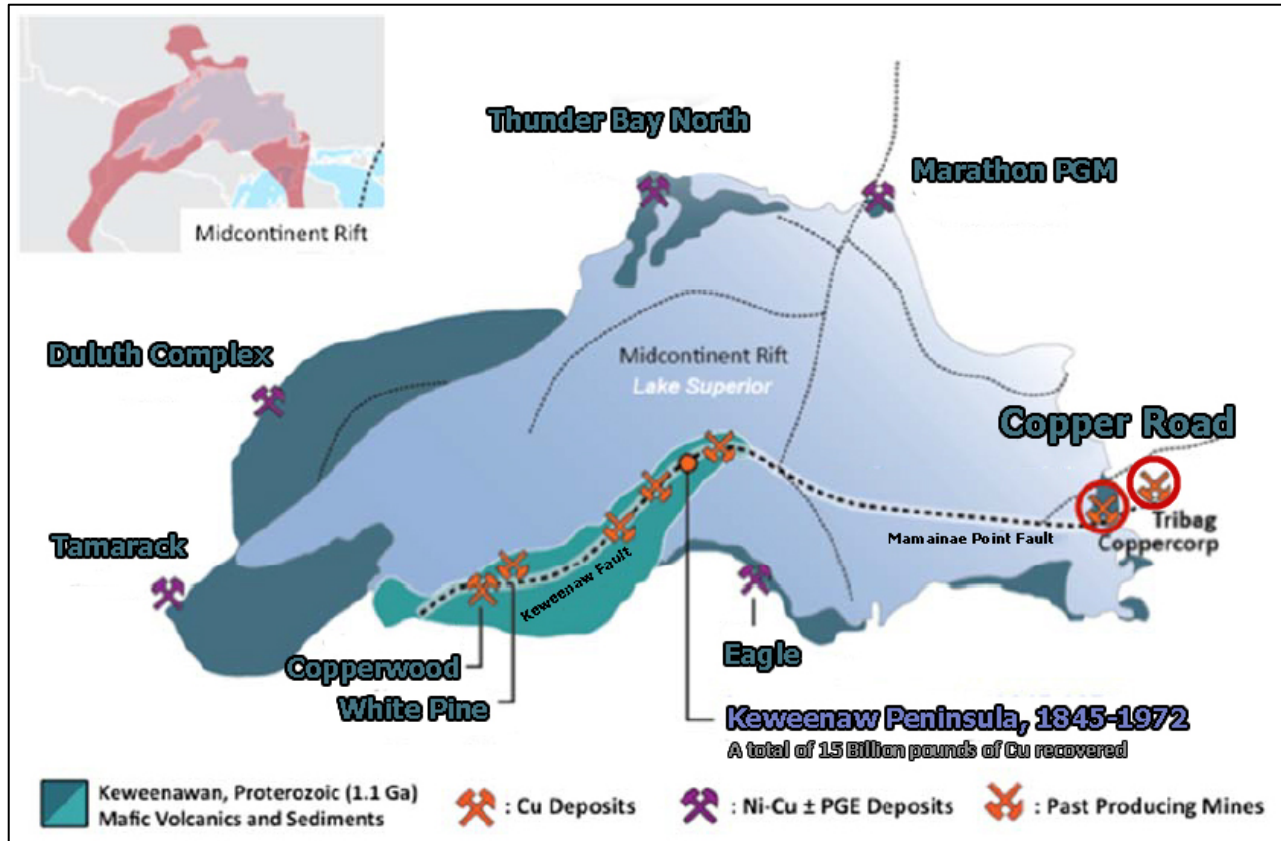 Midcontinent Rift
Thunder Bay North
Marathon PGM
Duluth Complex
Midcontinent Rift
Lake Superior
Copper Road
Tribag
Coppercorp
Mamainae Point Fault
Tamarack
Keweenaw Fault
Copperwood
White Pine
Eagle
Keweenaw Peninsula, 1845-1972
A total of 15 Billion pounds of Cu recovered
Keweenawan, Proterozoic (1.1 Ga)
Mafic Volcanics and Sediments
: Cu Deposits
: Ni-Cu ± PGE Deposits
: Past Producing Mines